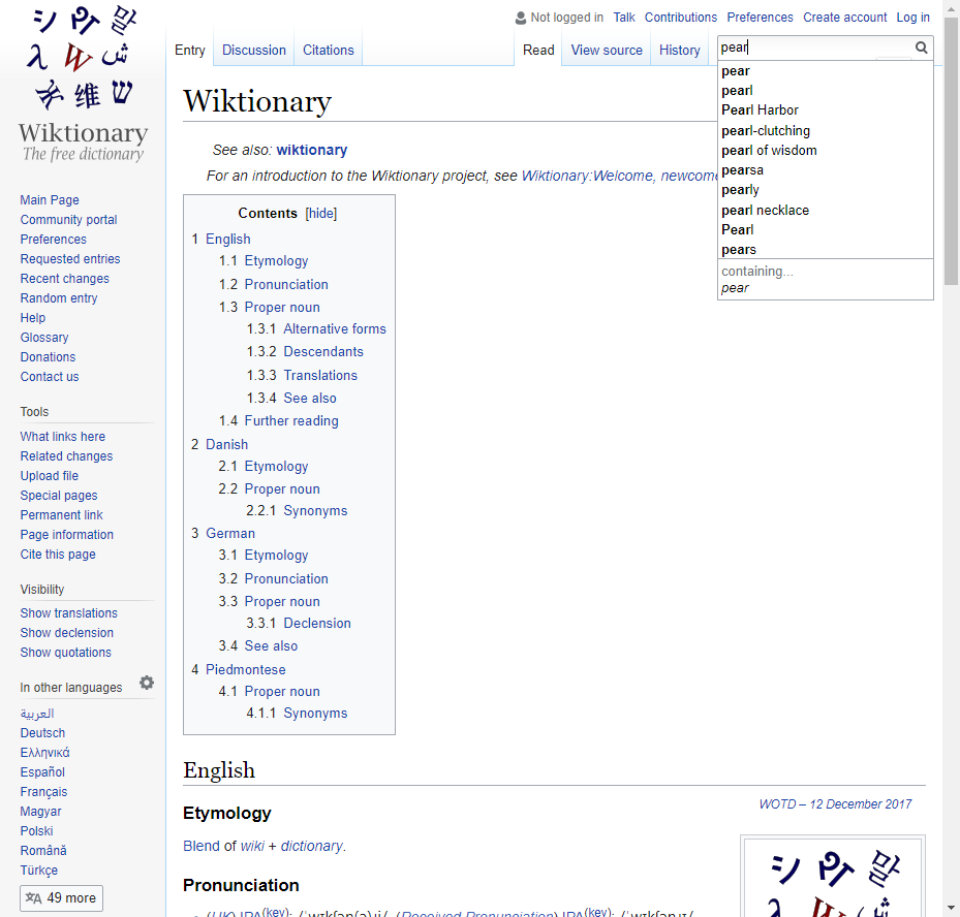 シ
위키
말
λ
W
ش
أ
维
ש
Wiktionary
The free dictionary
Not logged in Talk Contributions Preferences Create account Log in
Entry Discussion Citations Read View source History pear
pear
pearl
Pearl Harbor
pearl-clutching
pearl of wisdom
pearsa
pearly
pearl necklace
Pearl
pears
containing...
pear
Main Page
Community portal
Preferences
Requested entries
Recent changes
Random entry
Help
Glossary
Donations
Contact us
Tools
What links here
Related changes
Upload file
Special pages
Permanent link
Page information
Cite this page
Visibility
Show translations
Show declension
Show quotations
In other languages
العربية
Deutsch
Ελληνικά
Español
Français
Magyar
Polski
Română
Türkçe
49 more
Wiktionary
See also: wiktionary
For an introduction to the Wiktionary project, see Wiktionary:Welcome, newcome
Contents [hide]
1 English
1.1 Etymology
1.2 Pronunciation
1.3 Proper noun
1.3.1 Alternative forms
1.3.2 Descendants
1.3.3 Translations
1.3.4 See also
1.4 Further reading
2 Danish
2.1 Etymology
2.2 Proper noun
2.2.1 Synonyms
3 German
3.1 Etymology
3.2 Pronunciation
3.3 Proper noun
3.3.1 Declension
3.4 See also
4 Piedmontese
4.1 Proper noun
4.1.1 Synonyms
English
WOTD – 12 December 2017
Etymology
Blend of wiki + dictionary.
Pronunciation